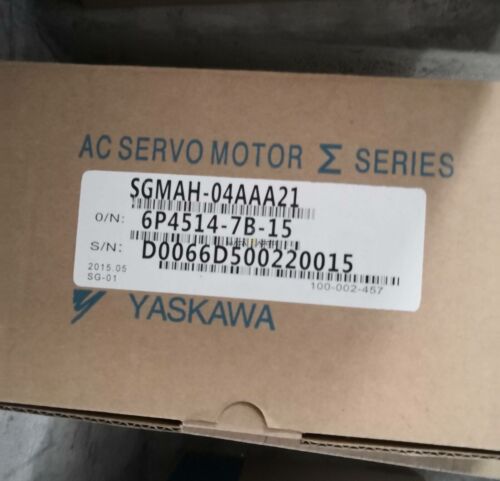 AC SERVO MOTOR Σ SERIES
SGMAH-04AAA21
O/N: 6P4514-7B-15
S/N: D0066D500220015
2015.05
SG-01
100-002-457
YASKAWA